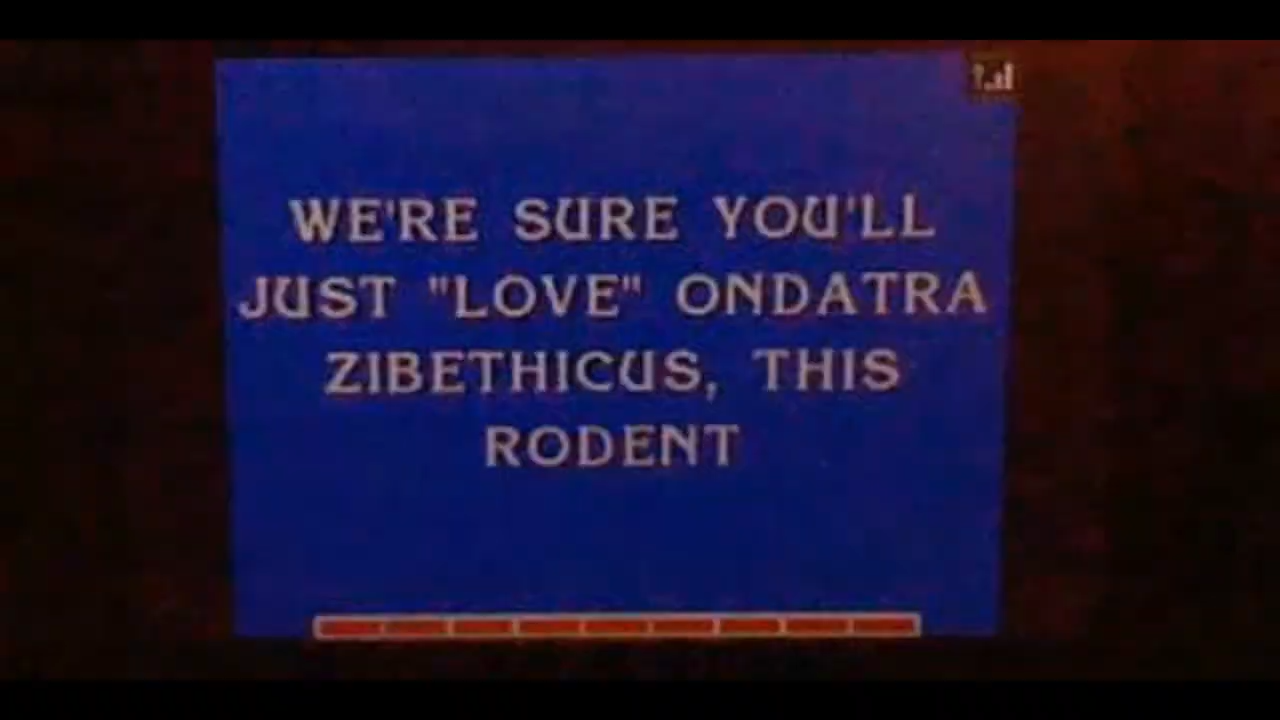 WE'RE SURE YOU'LL
JUST "LOVE" ONDATRA
ZIBETHICUS, THIS
RODENT